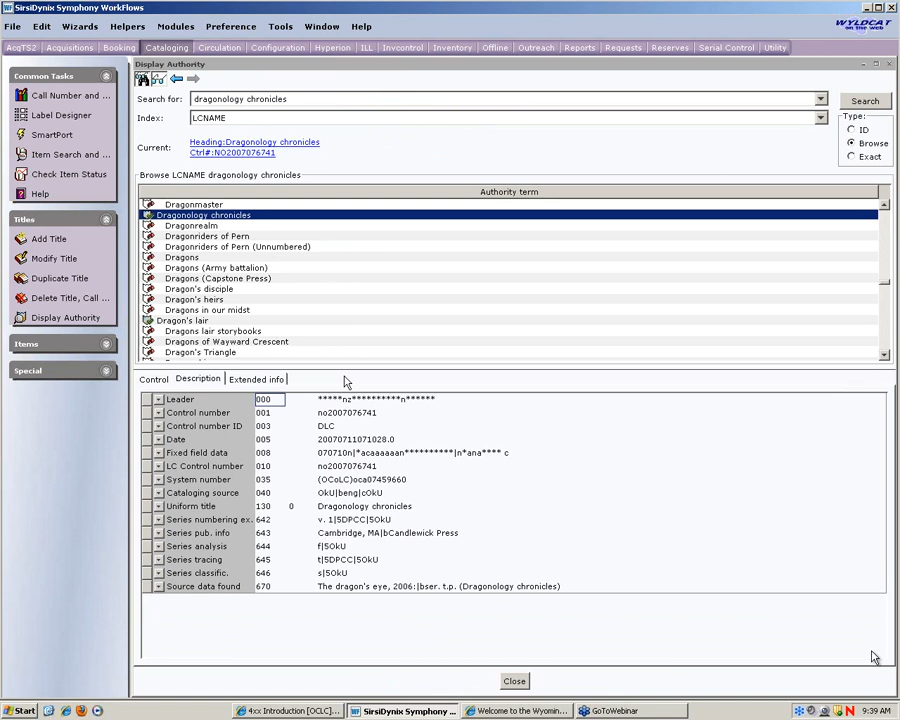 SirsiDynix Symphony WorkFlows
File Edit Wizards Helpers Modules Preference Tools Window Help
WYLDCAT
on the web
AcqTS2 Acquisitions Booking Cataloging Circulation Configuration Hyperion ILL Invcontrol Inventory Offline Outreach Reports Requests Reserves Serial Control Utility
Common Tasks
Call Number and ...
Label Designer
SmartPort
Item Search and ...
Check Item Status
Help
Titles
Add Title
Modify Title
Duplicate Title
Delete Title, Call ...
Display Authority
Items
Special
Display Authority
Search for: dragonology chronicles
Search
Index: LCNAME
Type:
ID
Browse
Exact
Current: Heading:Dragonology chronicles
Ctrl#:NO2007076741
Browse LCNAME dragonology chronicles
Authority term
Dragonmaster
Dragonology chronicles
Dragonrealm
Dragonriders of Pern
Dragonriders of Pern (Unnumbered)
Dragons
Dragons (Army battalion)
Dragons (Capstone Press)
Dragon's disciple
Dragon's heirs
Dragons in our midst
Dragon's lair
Dragons lair storybooks
Dragons of Wayward Crescent
Dragon's Triangle
Control Description Extended info
Leader 000 *****nz**********n******
Control number 001 no2007076741
Control number ID 003 DLC
Date 005 20070711071028.0
Fixed field data 008 070710n|*acaaaaaan**********|n*ana**** c
LC Control number 010 no2007076741
System number 035 (OCoLC)oca07459660
Cataloging source 040 OkU|beng|cOkU
Uniform title 130 0 Dragonology chronicles
Series numbering ex. 642 v. 1|5DPCC|5OkU
Series pub. info 643 Cambridge, MA|bCandlewick Press
Series analysis 644 f|5OkU
Series tracing 645 t|5DPCC|5OkU
Series classific. 646 s|5OkU
Source data found 670 The dragon's eye, 2006:|bser. t.p. (Dragonology chronicles)
Close
Start 4xx Introduction [OCLC]... SirsiDynix Symphony ... Welcome to the Wyomin... GoToWebinar 9:39 AM